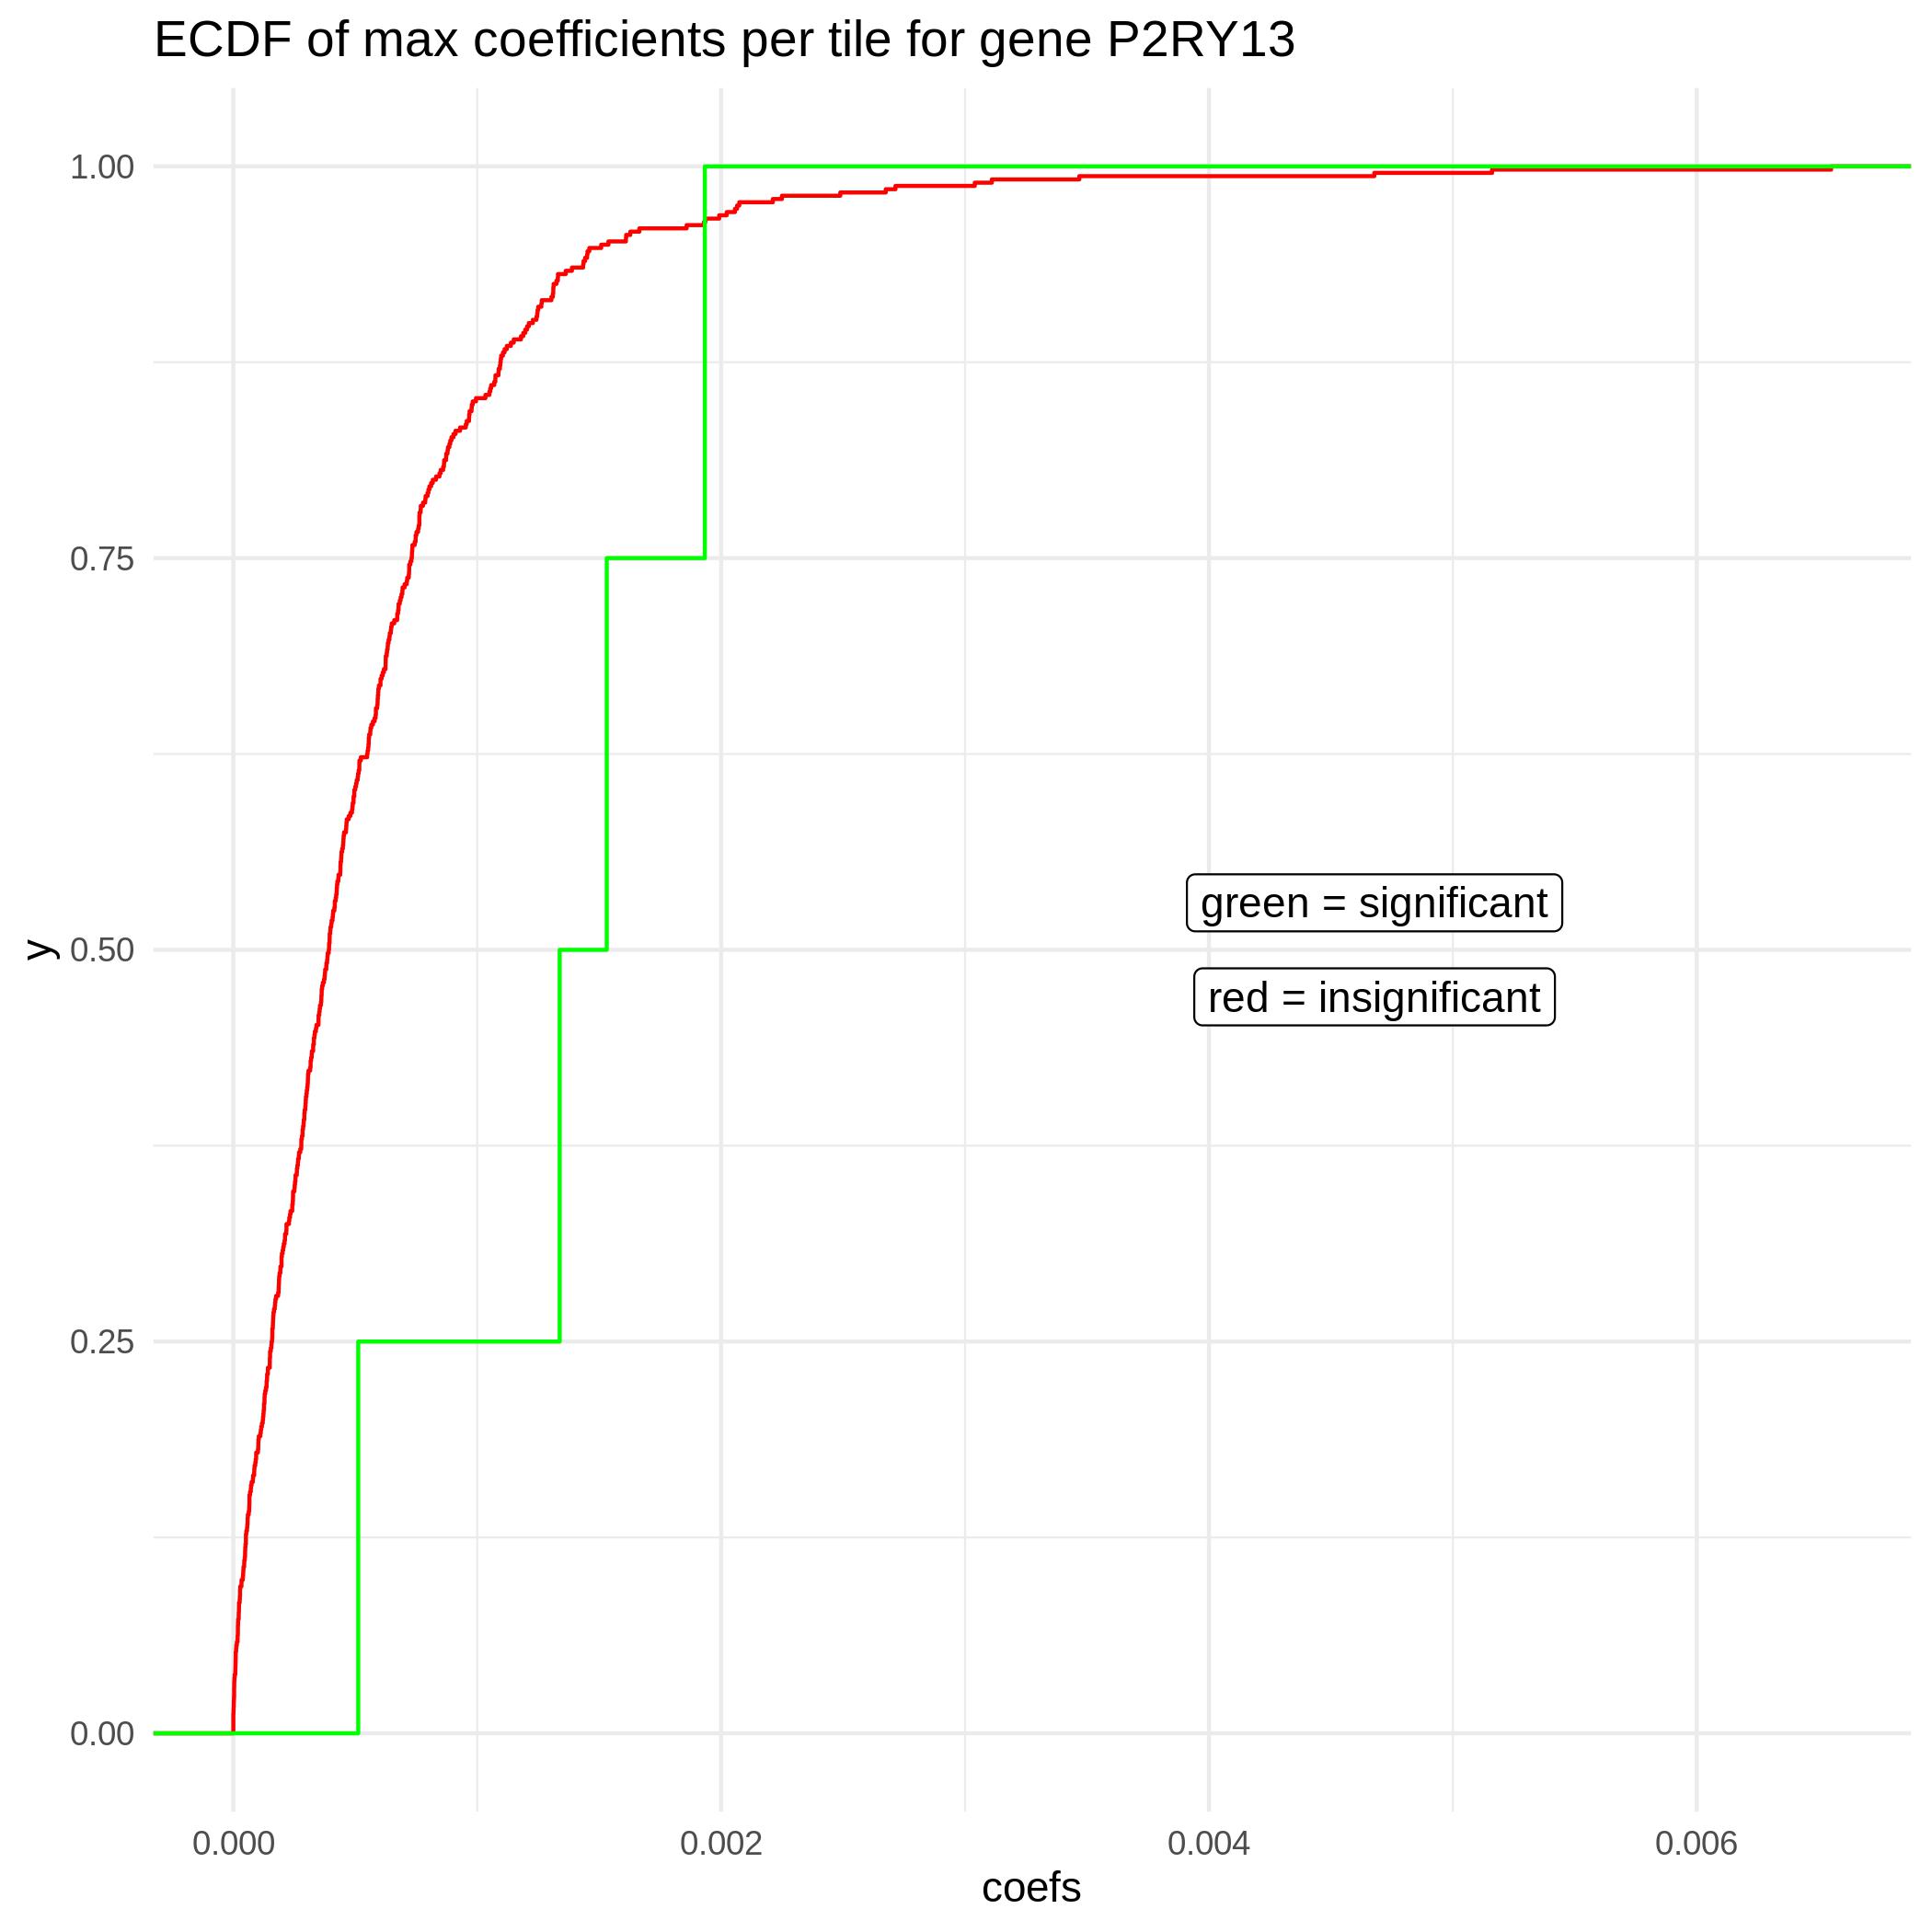 ECDF of max coefficients per tile for gene P2RY13
1.00
0.75
0.50
0.25
0.00
y
green = significant
red = insignificant
0.000
0.002
0.004
0.006
coefs